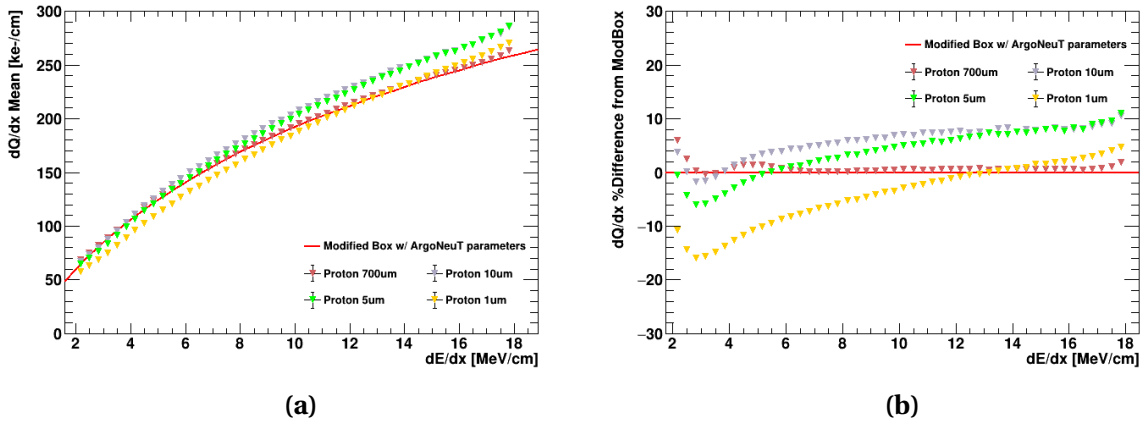 dQ/dx Mean [ke-/cm]
300
250
200
150
100
50
0
Modified Box w/ ArgoNeuT parameters
Proton 700um
Proton 10um
Proton 5um
Proton 1um
2 4 6 8 10 12 14 16 18
dE/dx [MeV/cm]
(a)
dQ/dx %Difference from ModBox
30
20
10
0
−10
−20
−30
Modified Box w/ ArgoNeuT parameters
Proton 700um
Proton 10um
Proton 5um
Proton 1um
2 4 6 8 10 12 14 16 18
dE/dx [MeV/cm]
(b)